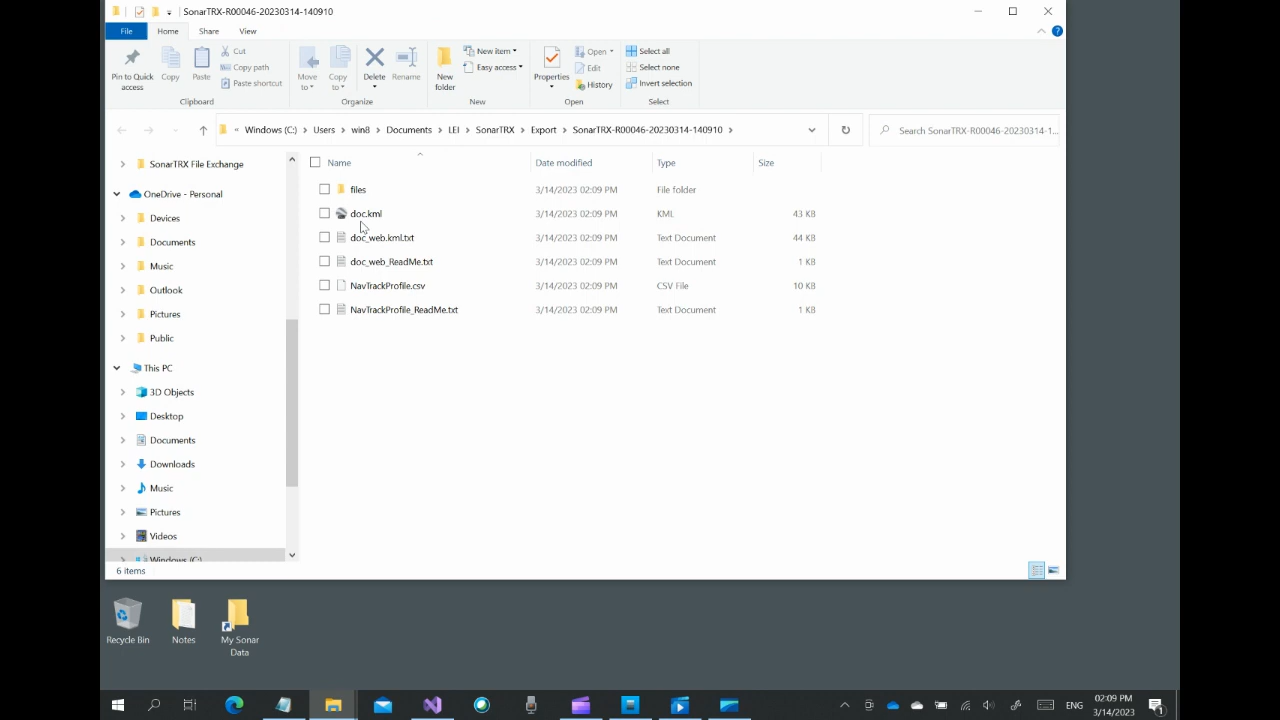 SonarTRX-R00046-20230314-140910
File
Home
Share
View
Pin to Quick access
Copy
Paste
Cut
Copy path
Paste shortcut
Clipboard
Move to
Copy to
Delete
Rename
Organize
New folder
New item
Easy access
New
Properties
Open
Edit
History
Open
Select all
Select none
Invert selection
Select
« Windows (C:) > Users > win8 > Documents > LEI > SonarTRX > Export > SonarTRX-R00046-20230314-140910 >
Search SonarTRX-R00046-20230314-1...
SonarTRX File Exchange
OneDrive - Personal
Devices
Documents
Music
Outlook
Pictures
Public
This PC
3D Objects
Desktop
Documents
Downloads
Music
Pictures
Videos
Windows (C:)
Name Date modified Type Size
files 3/14/2023 02:09 PM File folder
doc.kml 3/14/2023 02:09 PM KML 43 KB
doc_web.kml.txt 3/14/2023 02:09 PM Text Document 44 KB
doc_web_ReadMe.txt 3/14/2023 02:09 PM Text Document 1 KB
NavTrackProfile.csv 3/14/2023 02:09 PM CSV File 10 KB
NavTrackProfile_ReadMe.txt 3/14/2023 02:09 PM Text Document 1 KB
6 items
Recycle Bin
Notes
My Sonar
Data
ENG
02:09 PM
3/14/2023
1